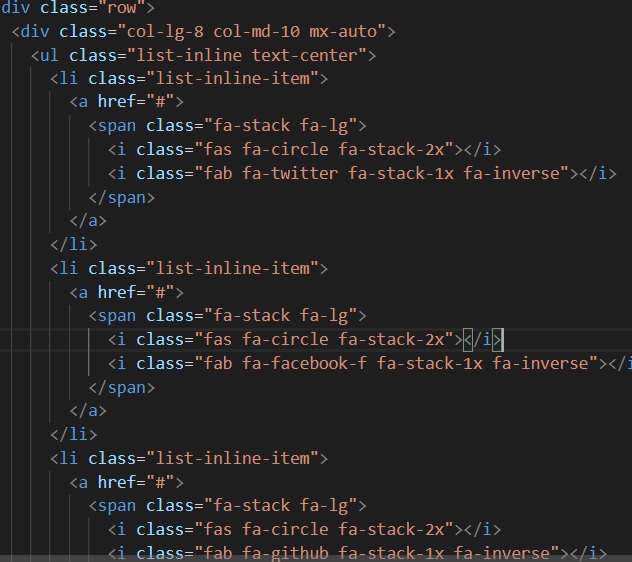 div class="row">
<div class="col-lg-8 col-md-10 mx-auto">
<ul class="list-inline text-center">
<li class="list-inline-item">
<a href="#">
<span class="fa-stack fa-lg">
<i class="fas fa-circle fa-stack-2x"></i>
<i class="fab fa-twitter fa-stack-1x fa-inverse"></i>
</span>
</a>
</li>
<li class="list-inline-item">
<a href="#">
<span class="fa-stack fa-lg">
<i class="fas fa-circle fa-stack-2x"></i>
<i class="fab fa-facebook-f fa-stack-1x fa-inverse"></i
</span>
</a>
</li>
<li class="list-inline-item">
<a href="#">
<span class="fa-stack fa-lg">
<i class="fas fa-circle fa-stack-2x"></i>
<i class="fab fa-github fa-stack-1x fa-inverse"></i>